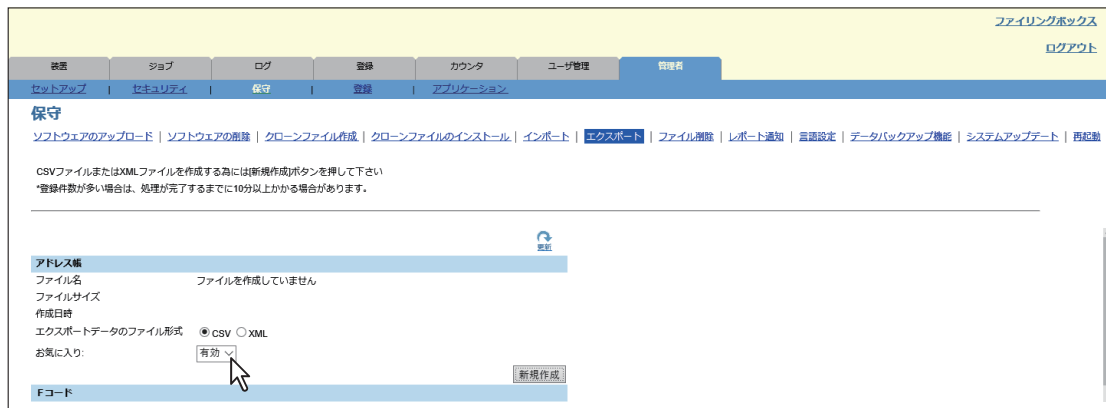 ファイリングボックス
ログアウト
装置 ジョブ ログ 登録 カウンタ ユーザ管理 管理者
セットアップ | セキュリティ | 保守 | 登録 | アプリケーション
保守
ソフトウェアのアップロード | ソフトウェアの削除 | クローンファイル作成 | クローンファイルのインストール | インポート | エクスポート | ファイル削除 | レポート通知 | 言語設定 | データバックアップ機能 | システムアップデート | 再起動
CSVファイルまたはXMLファイルを作成する為には[新規作成]ボタンを押して下さい
*登録件数が多い場合は、処理が完了するまでに10分以上かかる場合があります。
更新
アドレス帳
ファイル名 ファイルを作成していません
ファイルサイズ
作成日時
エクスポートデータのファイル形式 CSV XML
お気に入り: 有効
新規作成
Fコード